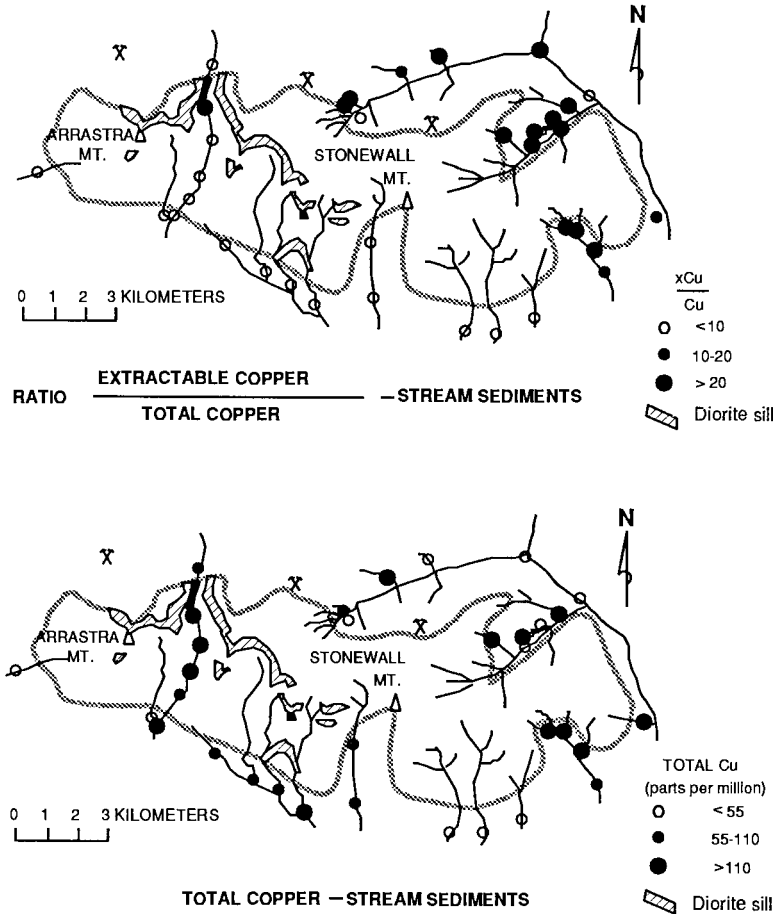 N
ARRASTRA
MT.
STONEWALL
MT.
0 1 2 3 KILOMETERS
xCu
Cu
<10
10-20
> 20
Diorite sill
RATIO EXTRACTABLE COPPER
TOTAL COPPER
— STREAM SEDIMENTS
N
ARRASTRA
MT.
STONEWALL
MT.
0 1 2 3 KILOMETERS
TOTAL Cu
(parts per millon)
< 55
55-110
>110
Diorite sill
TOTAL COPPER — STREAM SEDIMENTS